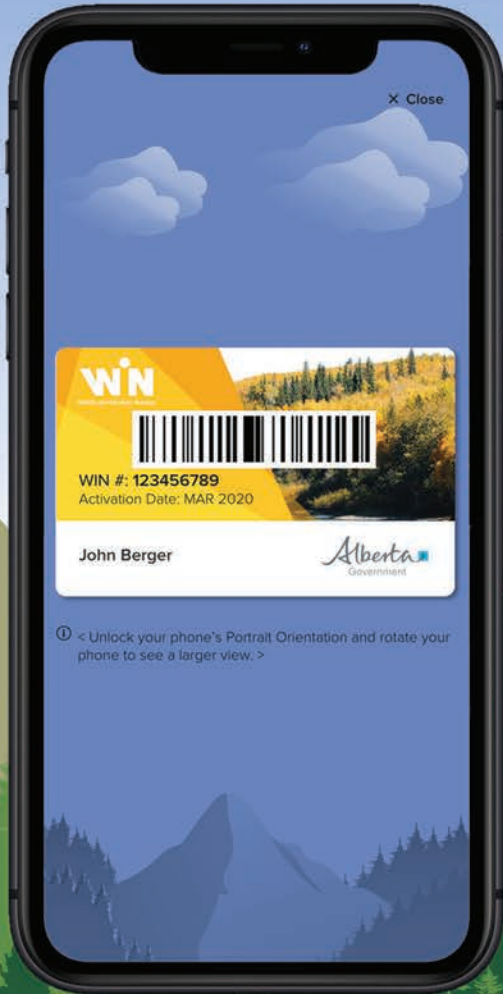 × Close
WiN
WIN #: 123456789
Activation Date: MAR 2020
John Berger
Alberta
Government
< Unlock your phone's Portrait Orientation and rotate your
phone to see a larger view. >